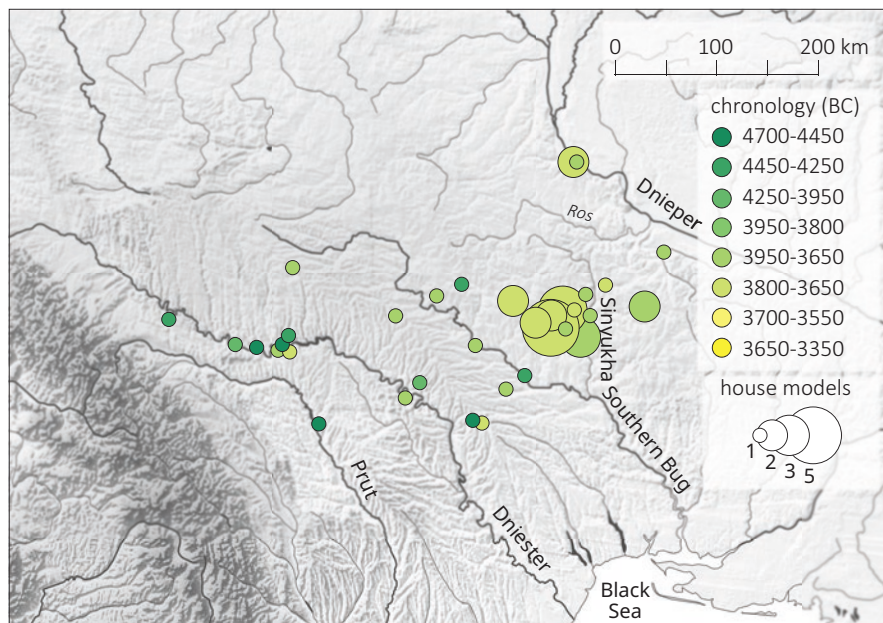 0 100 200 km
chronology (BC)
4700-4450
4450-4250
4250-3950
3950-3800
3950-3650
3800-3650
3700-3550
3650-3350
house models
1 2 3 5
Dnieper
Ros
Sinyukha
Southern Bug
Prut
Dniester
Black
Sea